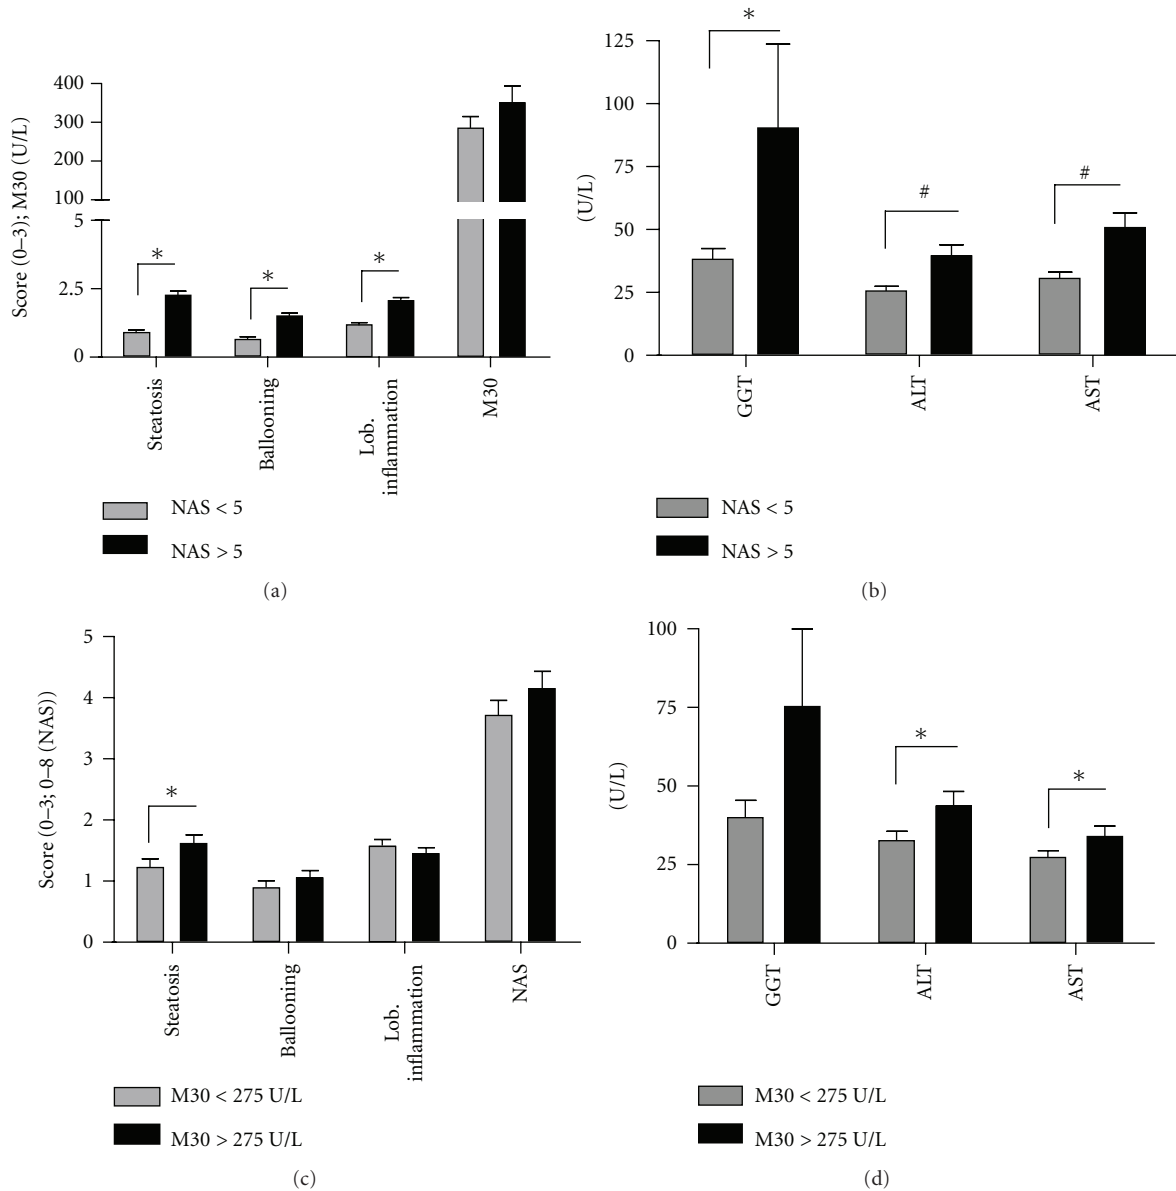 Score (0–3); M30 (U/L)
400
300
200
100
5
2.5
0
*
*
*
Steatosis
Ballooning
Lob.
inflammation
M30
NAS < 5
NAS > 5
(a)
(U/L)
125
100
75
50
25
0
*
#
#
GGT
ALT
AST
NAS < 5
NAS > 5
(b)
Score (0–3; 0–8 (NAS))
5
4
3
2
1
0
*
Steatosis
Ballooning
Lob.
inflammation
NAS
M30 < 275 U/L
M30 > 275 U/L
(c)
(U/L)
100
75
50
25
0
*
*
GGT
ALT
AST
M30 < 275 U/L
M30 > 275 U/L
(d)